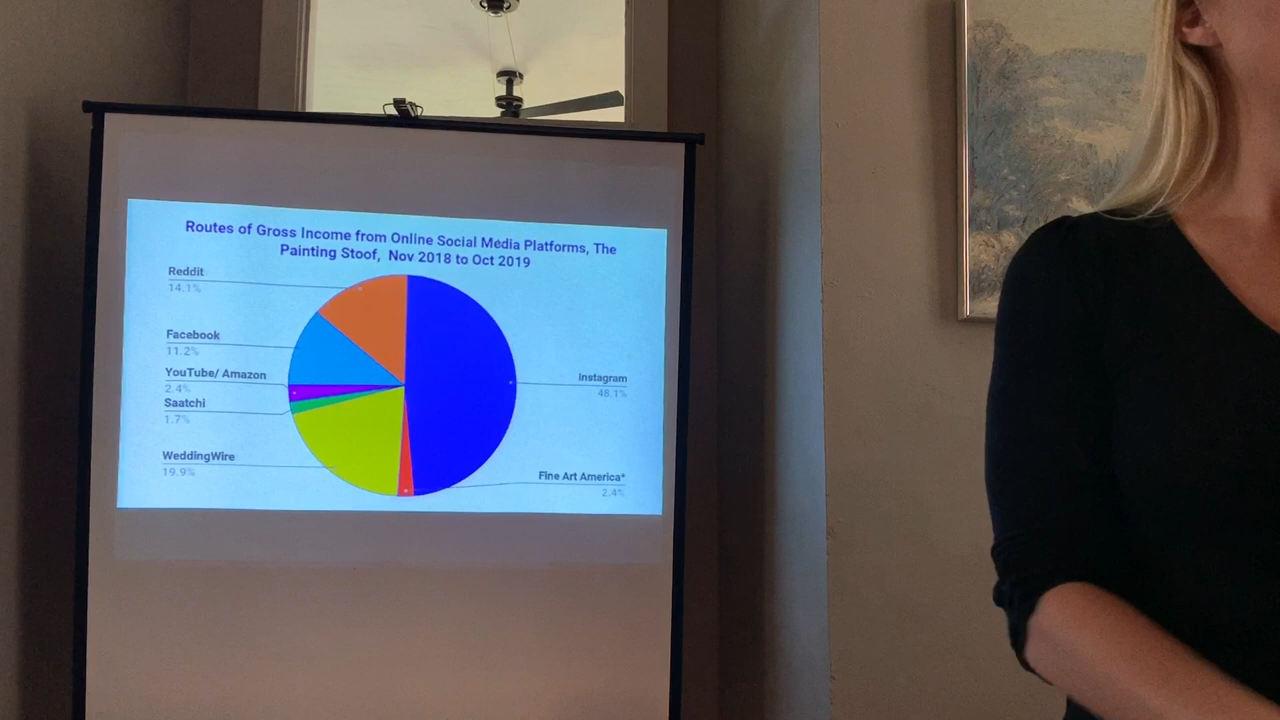 Routes of Gross Income from Online Social Media Platforms, The
Painting Stoof, Nov 2018 to Oct 2019
Reddit
14.1%
Facebook
11.2%
YouTube/ Amazon
2.4%
Saatchi
1.7%
WeddingWire
19.9%
Instagram
48.1%
Fine Art America*
2.4%